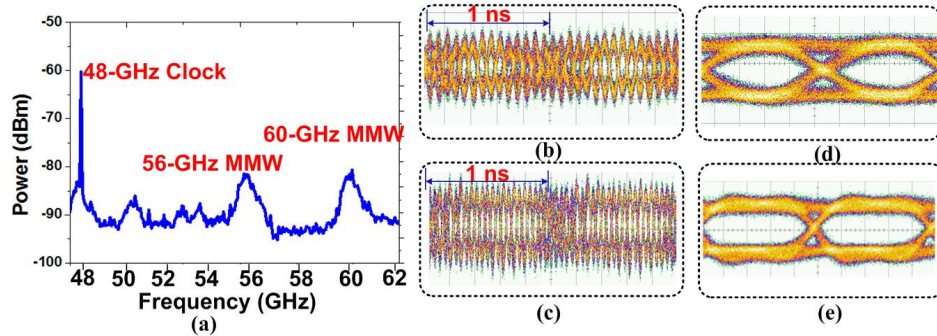 -50
-60
-70
-80
-90
-100
Power (dBm)
48-GHz Clock
56-GHz MMW
60-GHz MMW
48 50 52 54 56 58 60 62
Frequency (GHz)
(a)
1 ns
(b)
1 ns
(c)
(d)
(e)